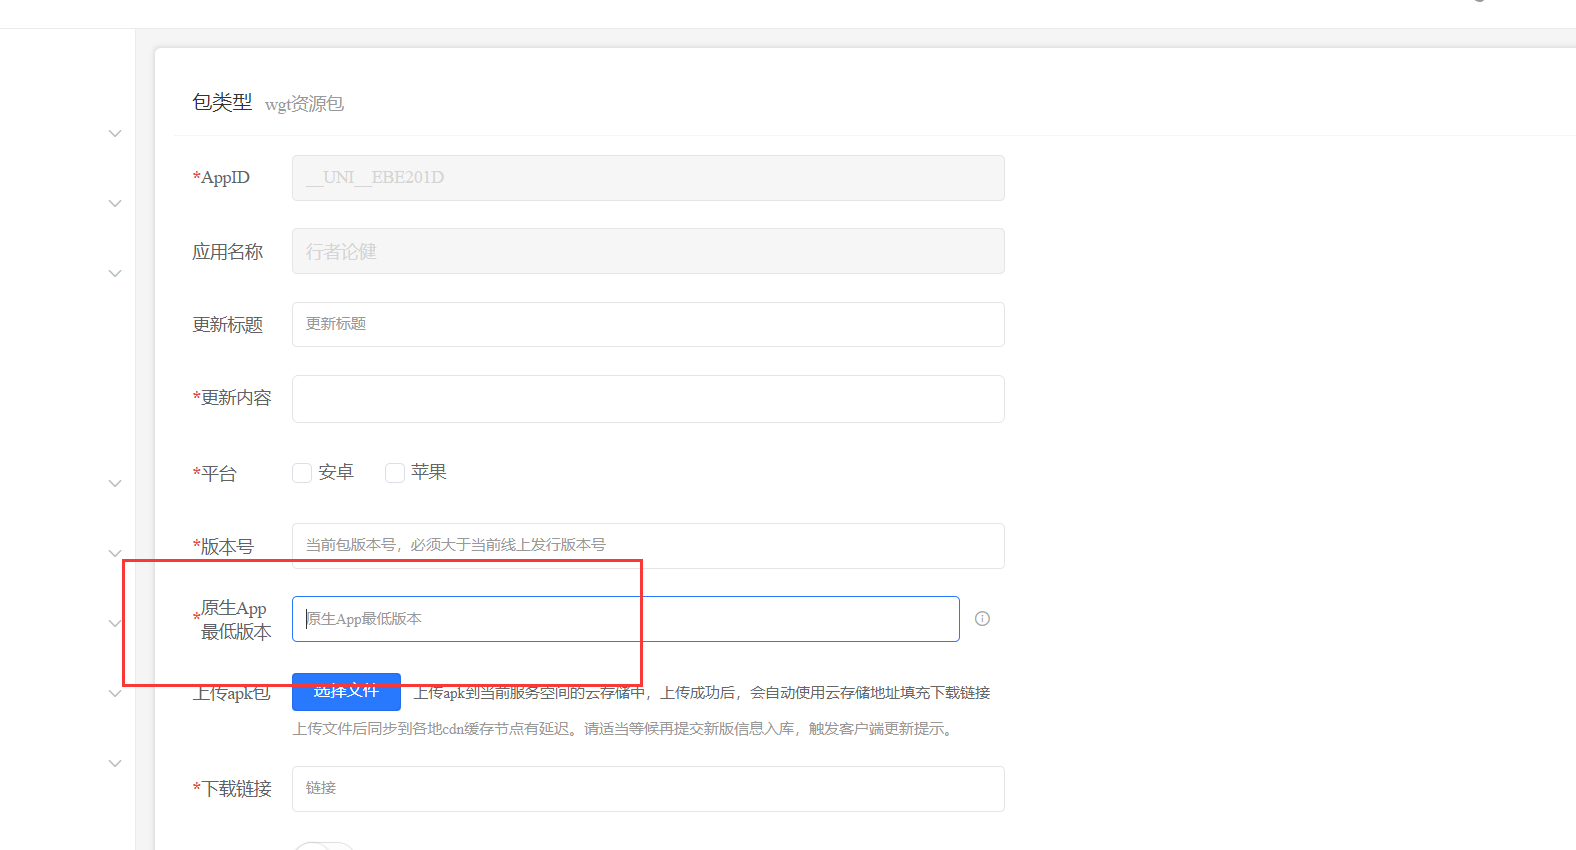 包类型 wgt资源包
*AppID __UNI__EBE201D
应用名称 行者论健
更新标题 更新标题
*更新内容
*平台 安卓 苹果
*版本号 当前包版本号，必须大于当前线上发行版本号
*原生App
最低版本 原生App最低版本
上传apk包 选择文件 上传apk到当前服务空间的云存储中，上传成功后，会自动使用云存储地址填充下载链接
上传文件后同步到各地cdn缓存节点有延迟。请适当等候再提交新版信息入库，触发客户端更新提示。
*下载链接 链接